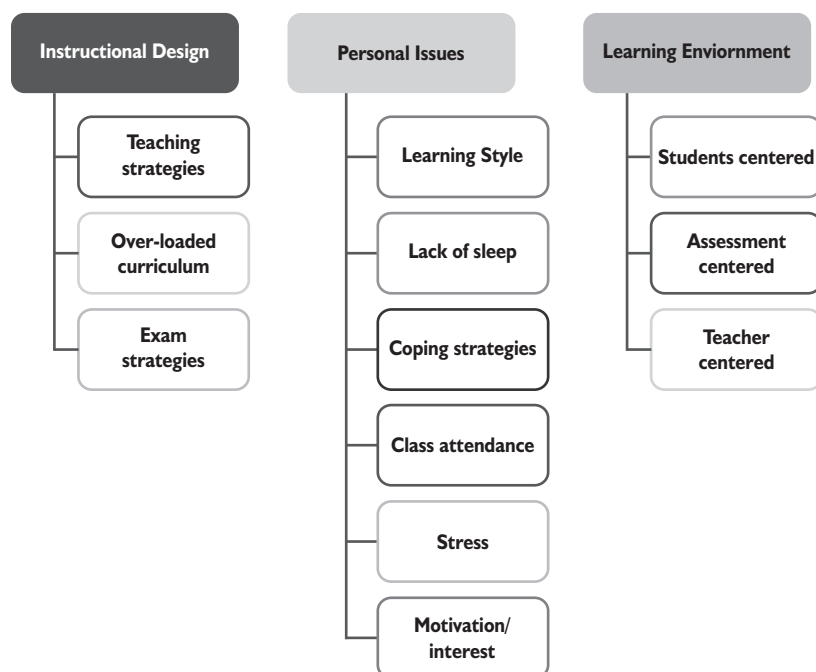 Instructional Design
Teaching
strategies
Over-loaded
curriculum
Exam
strategies
Personal Issues
Learning Style
Lack of sleep
Coping strategies
Class attendance
Stress
Motivation/
interest
Learning Enviornment
Students centered
Assessment
centered
Teacher
centered